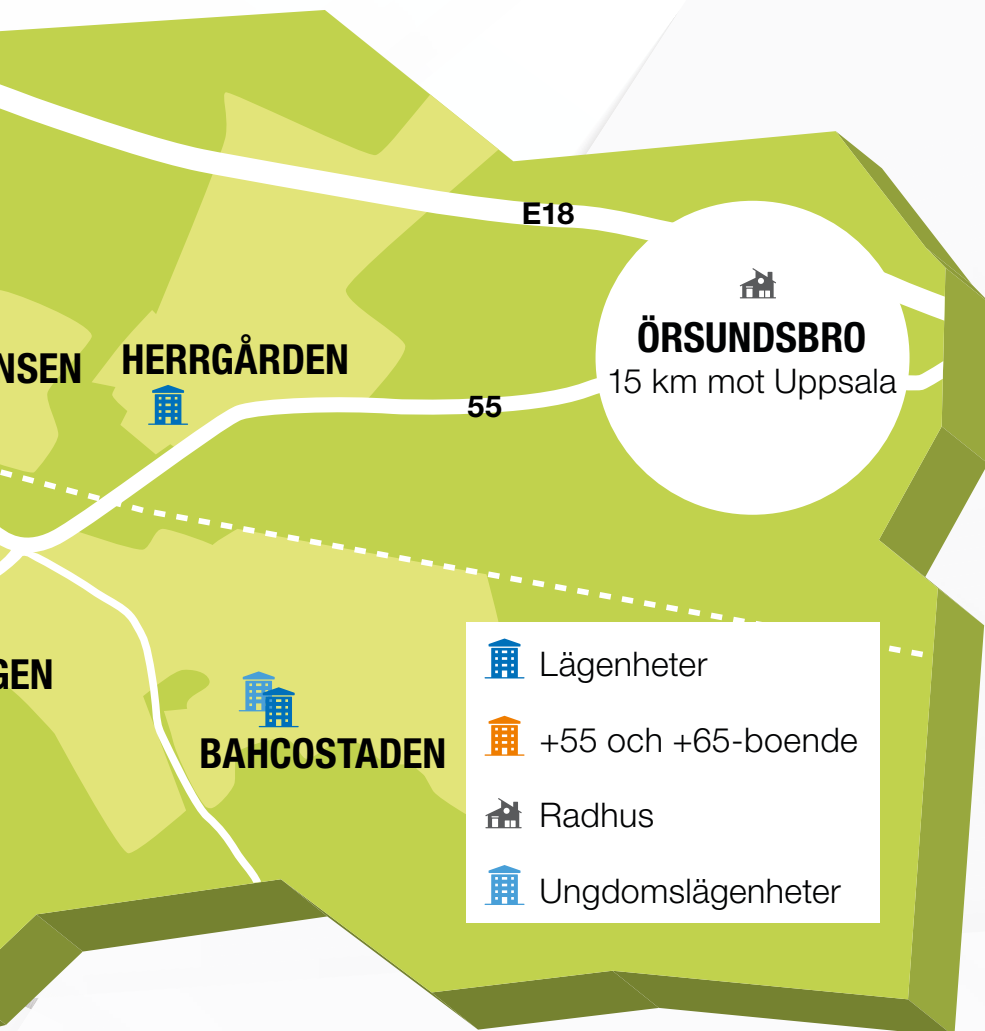 E18
ÖRSUNDSBRO
15 km mot Uppsala
NSEN
HERRGÅRDEN
55
GEN
BAHCOSTADEN
Lägenheter
+55 och +65-boende
Radhus
Ungdomslägenheter